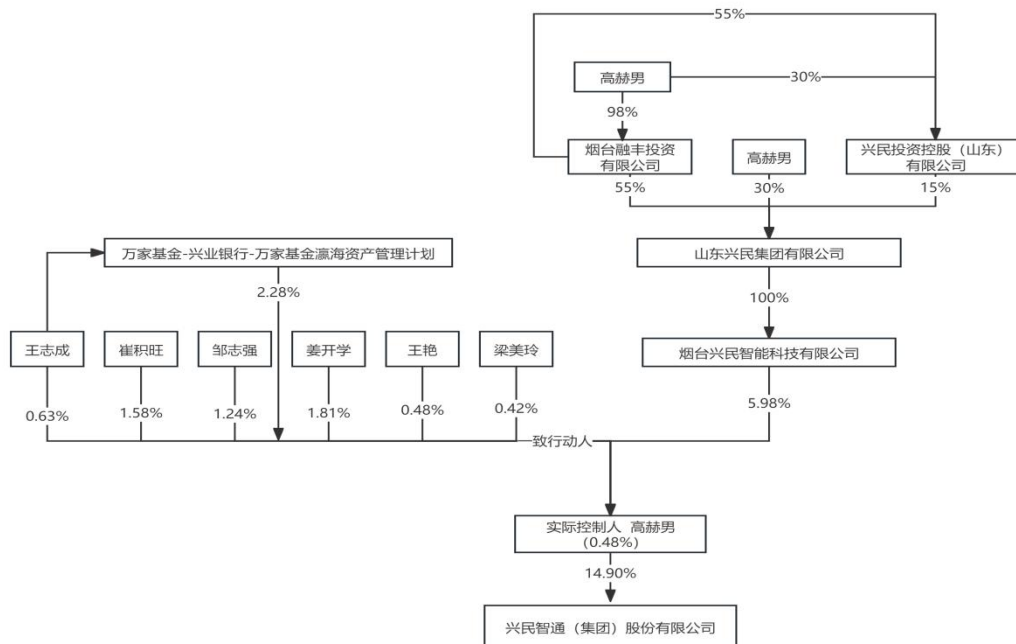 55%
高赫男
30%
98%
烟台融丰投资
有限公司
高赫男
兴民投资控股（山东）
有限公司
55%
30%
15%
万家基金-兴业银行-万家基金瀛海资产管理计划
山东兴民集团有限公司
2.28%
100%
王志成
崔积旺
邹志强
姜开学
王艳
梁美玲
烟台兴民智能科技有限公司
0.63%
1.58%
1.24%
1.81%
0.48%
0.42%
5.98%
一致行动人
实际控制人 高赫男
（0.48%）
14.90%
兴民智通（集团）股份有限公司